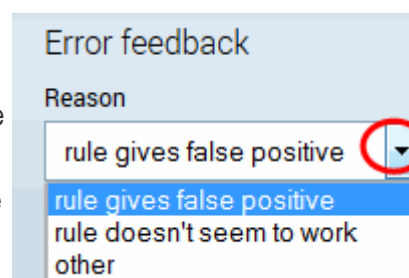 Error feedback
Reason
e
rule gives false positive
e
rule gives false positive
rule doesn't seem to work
other